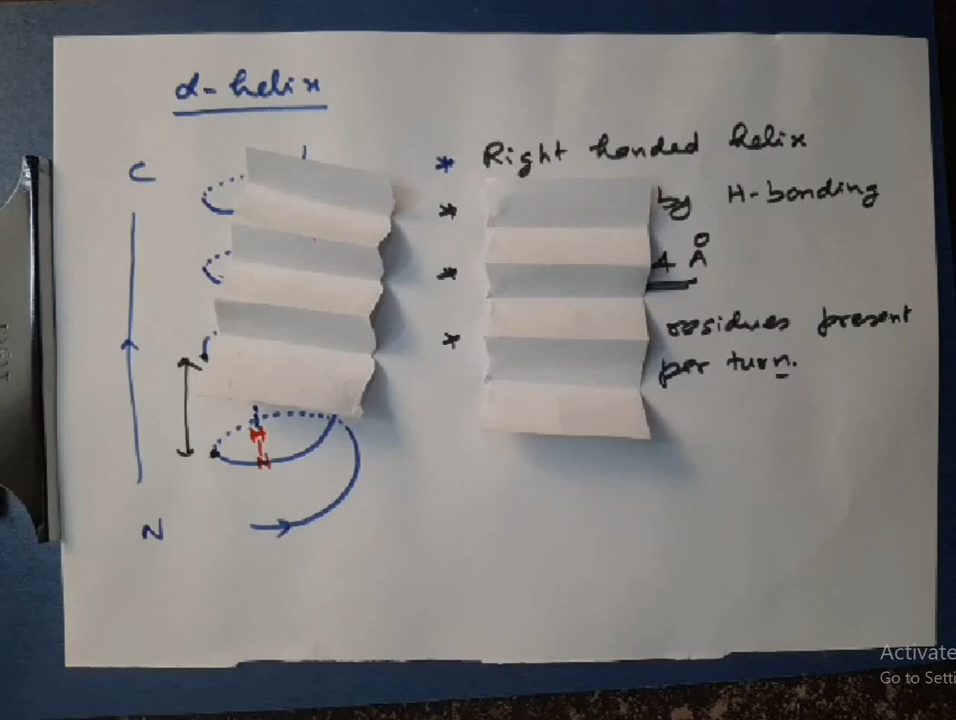 α-helix
C
* Right handed helix
* by H-bonding
* 4 Å
* residues present
per turn.
N
Activate
Go to Setti